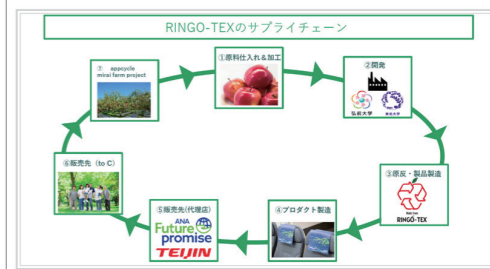 RINGO-TEXのサプライチェーン
①原料仕入れ&加工
②開発
弘前大学
③原反・製品製造
RINGO-TEX
④プロダクト製造
⑤販売先(代理店)
ANA
Future
promise
TEIJIN
⑥販売先（to C）
⑦ appcycle
mirai farm project